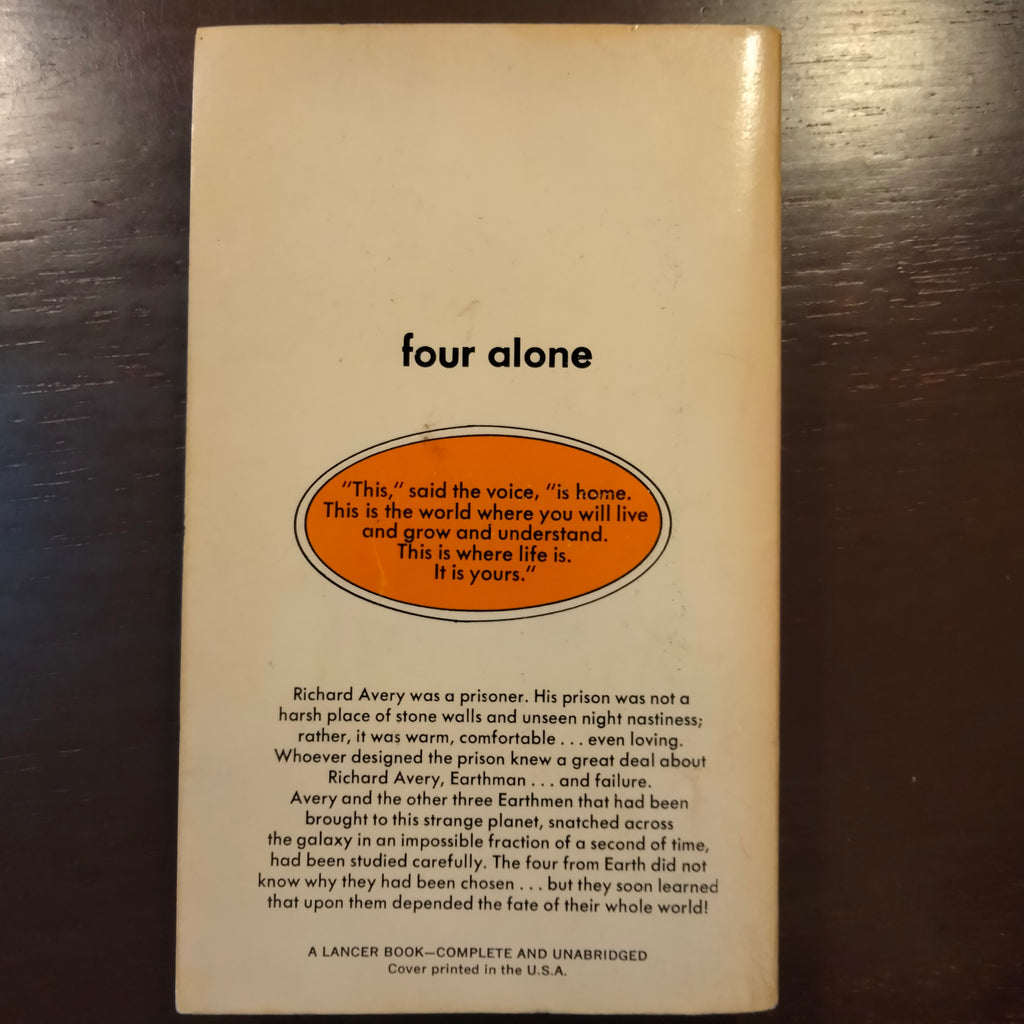 four alone
"This," said the voice, "is home.
This is the world where you will live
and grow and understand.
This is where life is.
It is yours."
Richard Avery was a prisoner. His prison was not a
harsh place of stone walls and unseen night nastiness;
rather, it was warm, comfortable . . . even loving.
Whoever designed the prison knew a great deal about
Richard Avery, Earthman . . . and failure.
Avery and the other three Earthmen that had been
brought to this strange planet, snatched across
the galaxy in an impossible fraction of a second of time,
had been studied carefully. The four from Earth did not
know why they had been chosen . . . but they soon learned
that upon them depended the fate of their whole world!
A LANCER BOOK—COMPLETE AND UNABRIDGED
Cover printed in the U.S.A.